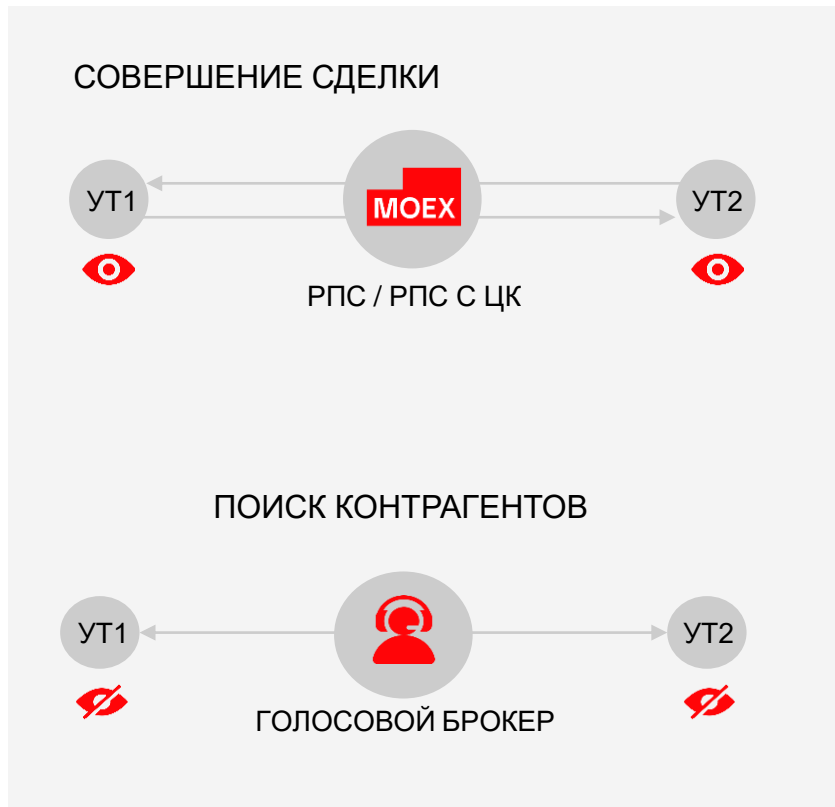 СОВЕРШЕНИЕ СДЕЛКИ
УТ1
MOEX
УТ2
РПС / РПС С ЦК
ПОИСК КОНТРАГЕНТОВ
УТ1
УТ2
ГОЛОСОВОЙ БРОКЕР